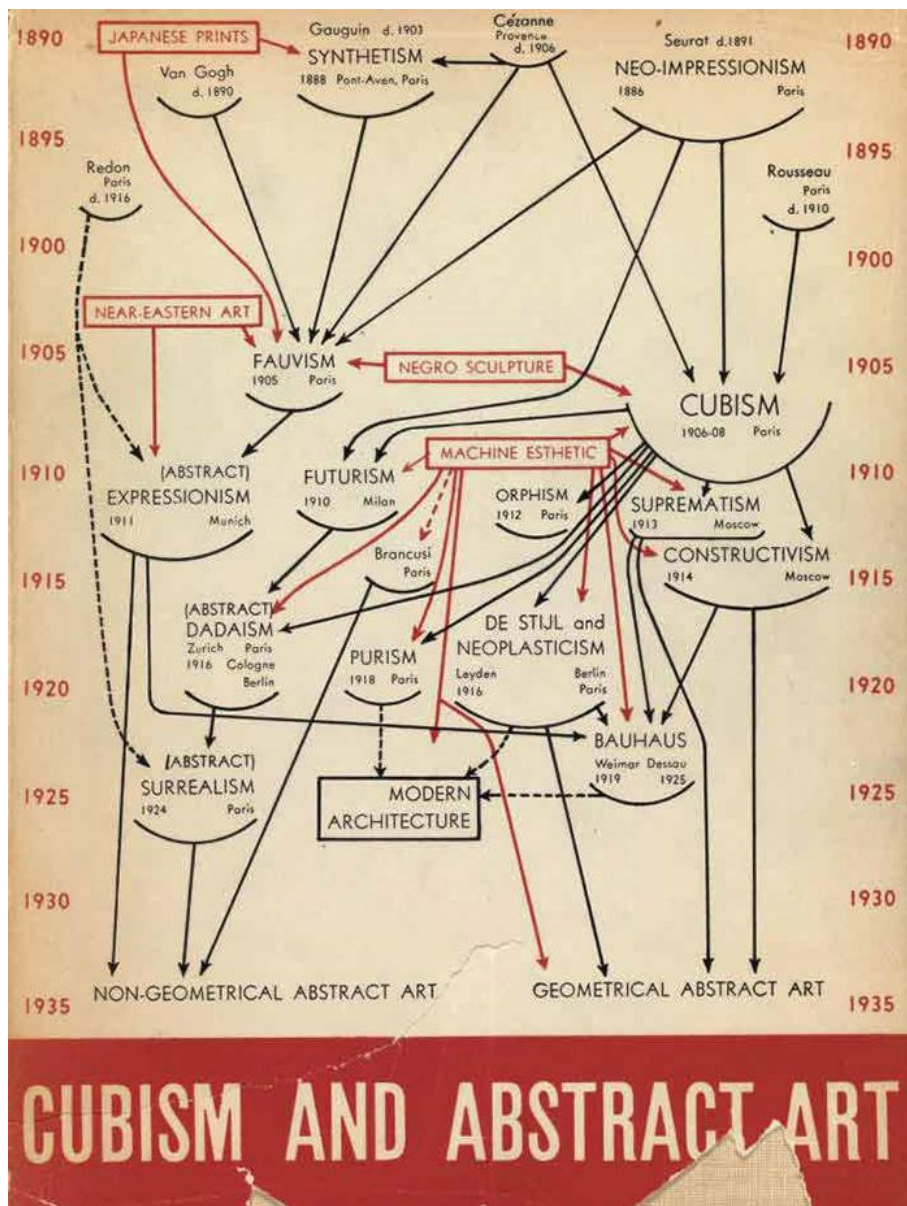 1890
JAPANESE PRINTS
Gauguin d. 1903
SYNTHETISM
1888 Pont-Aven, Paris
Cézanne
Provence
d. 1906
Seurat d.1891
NEO-IMPRESSIONISM
1886 Paris
1890
Van Gogh
d. 1890
1895
1895
Redon
Paris
d. 1916
Rousseau
Paris
d. 1910
1900
1900
NEAR-EASTERN ART
1905
FAUVISM
1905 Paris
NEGRO SCULPTURE
1905
CUBISM
1906-08 Paris
1910
(ABSTRACT)
EXPRESSIONISM
1911 Munich
FUTURISM
1910 Milan
MACHINE ESTHETIC
ORPHISM
1912 Paris
SUPREMATISM
1913 Moscow
1910
Brancusi
Paris
CONSTRUCTIVISM
1914 Moscow
1915
1915
(ABSTRACT)
DADAISM
Zurich Paris
1916 Cologne
Berlin
PURISM
1918 Paris
DE STIJL and
NEOPLASTICISM
Leyden Berlin
1916 Paris
1920
1920
(ABSTRACT)
SURREALISM
1924 Paris
BAUHAUS
Weimar Dessau
1919 1925
1925
MODERN
ARCHITECTURE
1925
1930
1930
NON-GEOMETRICAL ABSTRACT ART
GEOMETRICAL ABSTRACT ART
1935
1935
CUBISM AND ABSTRACT ART